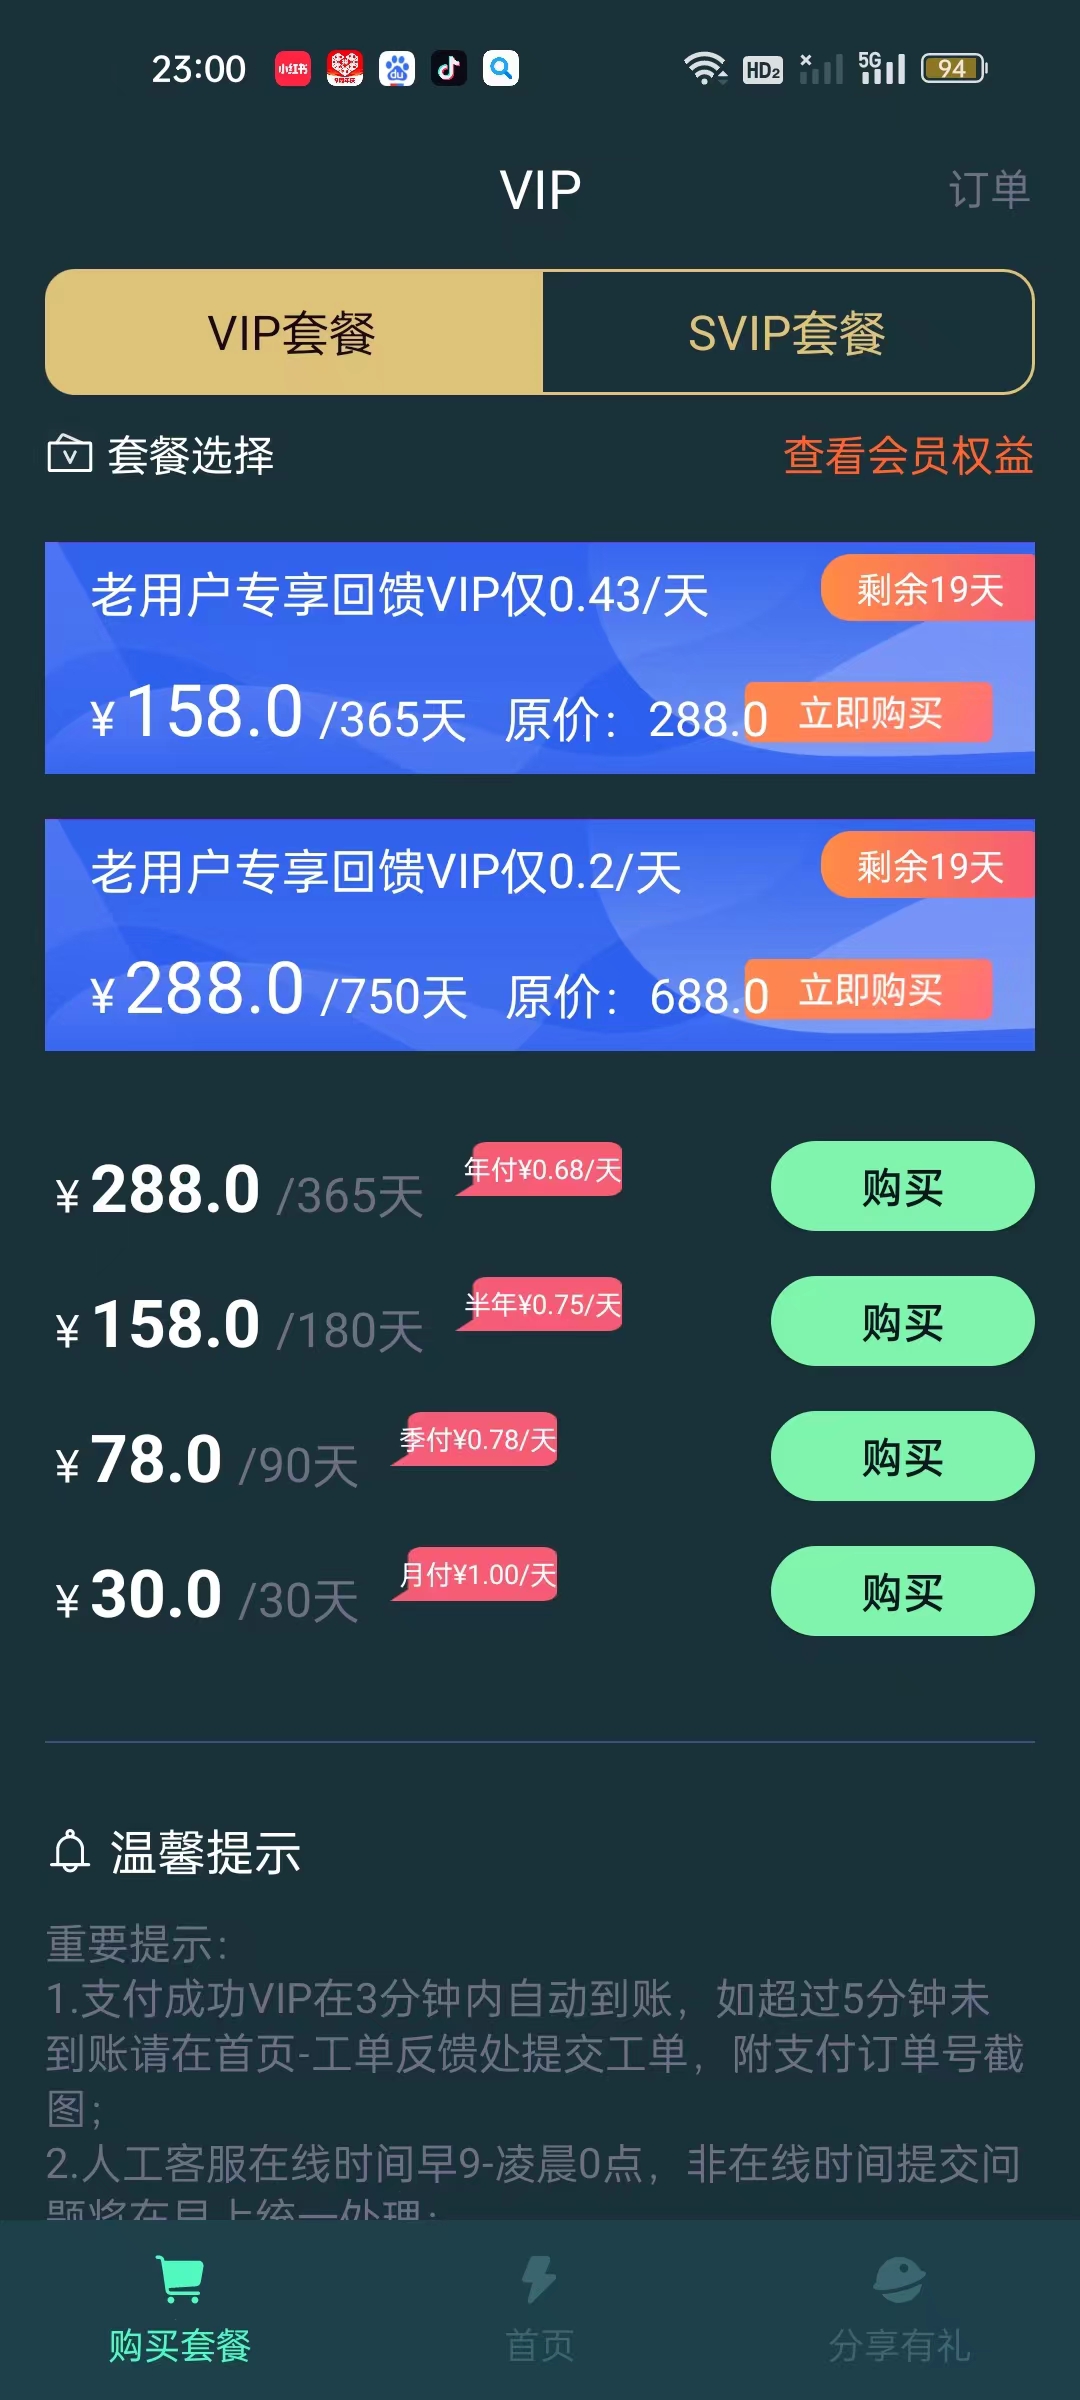 23:00
小红书
du
HD2
5G
94
VIP
订单
VIP套餐
SVIP套餐
套餐选择
查看会员权益
老用户专享回馈VIP仅0.43/天
剩余19天
¥158.0 /365天 原价：288.0
立即购买
老用户专享回馈VIP仅0.2/天
剩余19天
¥288.0 /750天 原价：688.0
立即购买
¥288.0 /365天
年付¥0.68/天
购买
¥158.0 /180天
半年¥0.75/天
购买
¥78.0 /90天
季付¥0.78/天
购买
¥30.0 /30天
月付¥1.00/天
购买
温馨提示
重要提示：
1.支付成功VIP在3分钟内自动到账，如超过5分钟未
到账请在首页-工单反馈处提交工单，附支付订单号截
图；
2.人工客服在线时间早9-凌晨0点，非在线时间提交问
购买套餐
首页
分享有礼